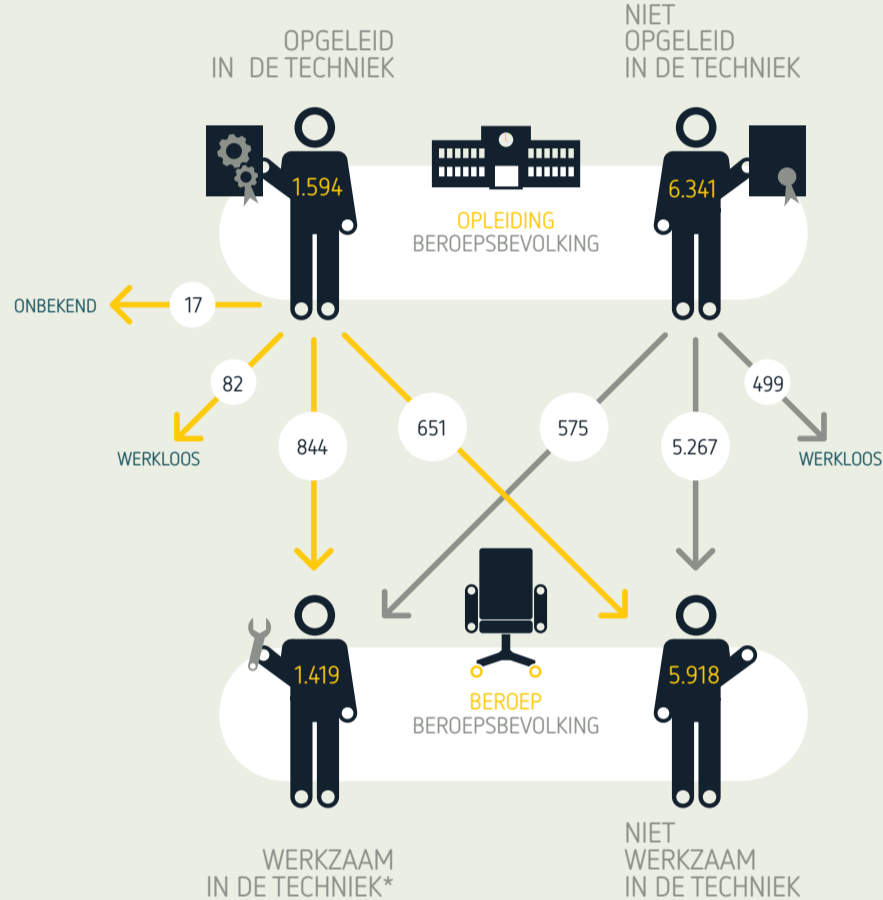 OPGELEID
IN DE TECHNIEK
NIET
OPGELEID
IN DE TECHNIEK
1.594
6.341
OPLEIDING
BEROEPSBEVOLKING
ONBEKEND
17
82
WERKLOOS
844
651
575
5.267
499
WERKLOOS
1.419
5.918
BEROEP
BEROEPSBEVOLKING
WERKZAAM
IN DE TECHNIEK*
NIET
WERKZAAM
IN DE TECHNIEK